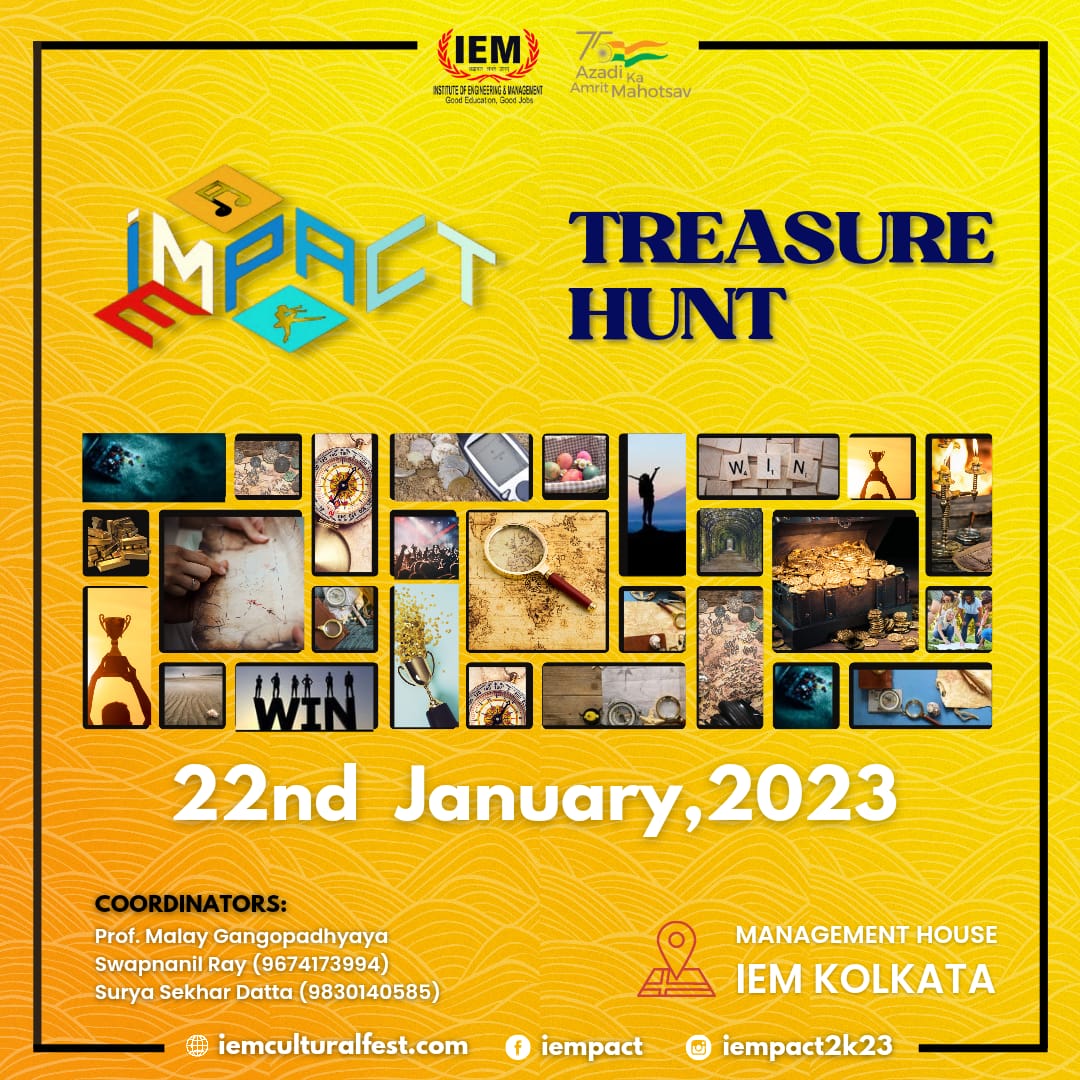 IEM
INSTITUTE OF ENGINEERING & MANAGEMENT
Good Education, Good Jobs
75
Azadi
Ka
Amrit Mahotsav
iEMPACT
TREASURE
HUNT
WIN
WIN
22nd January,2023
COORDINATORS:
Prof. Malay Gangopadhyaya
Swapnanil Ray (9674173994)
Surya Sekhar Datta (9830140585)
MANAGEMENT HOUSE
IEM KOLKATA
iemculturalfest.com
iempact
iempact2k23